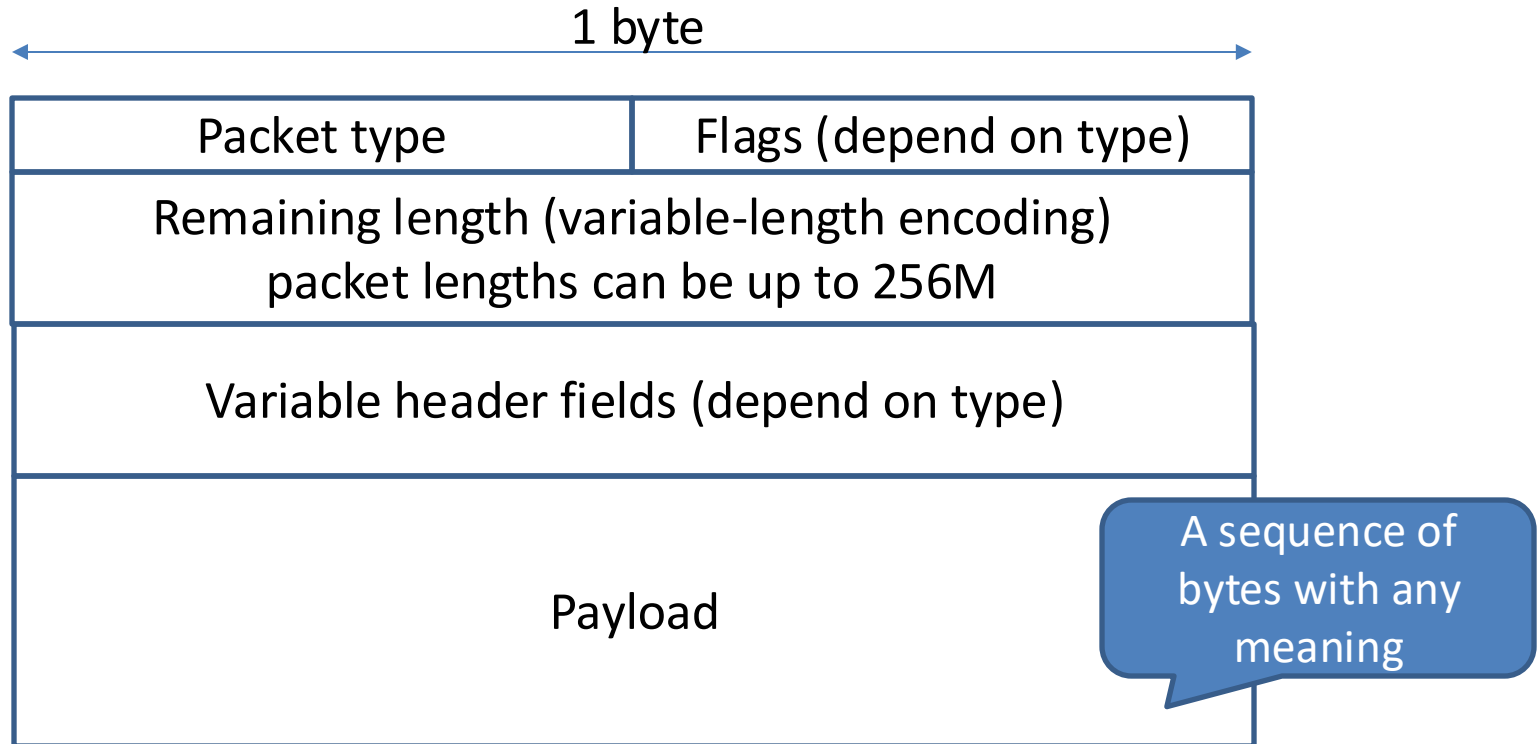 1 byte
Packet type
Flags (depend on type)
Remaining length (variable-length encoding)
packet lengths can be up to 256M
Variable header fields (depend on type)
Payload
A sequence of
bytes with any
meaning